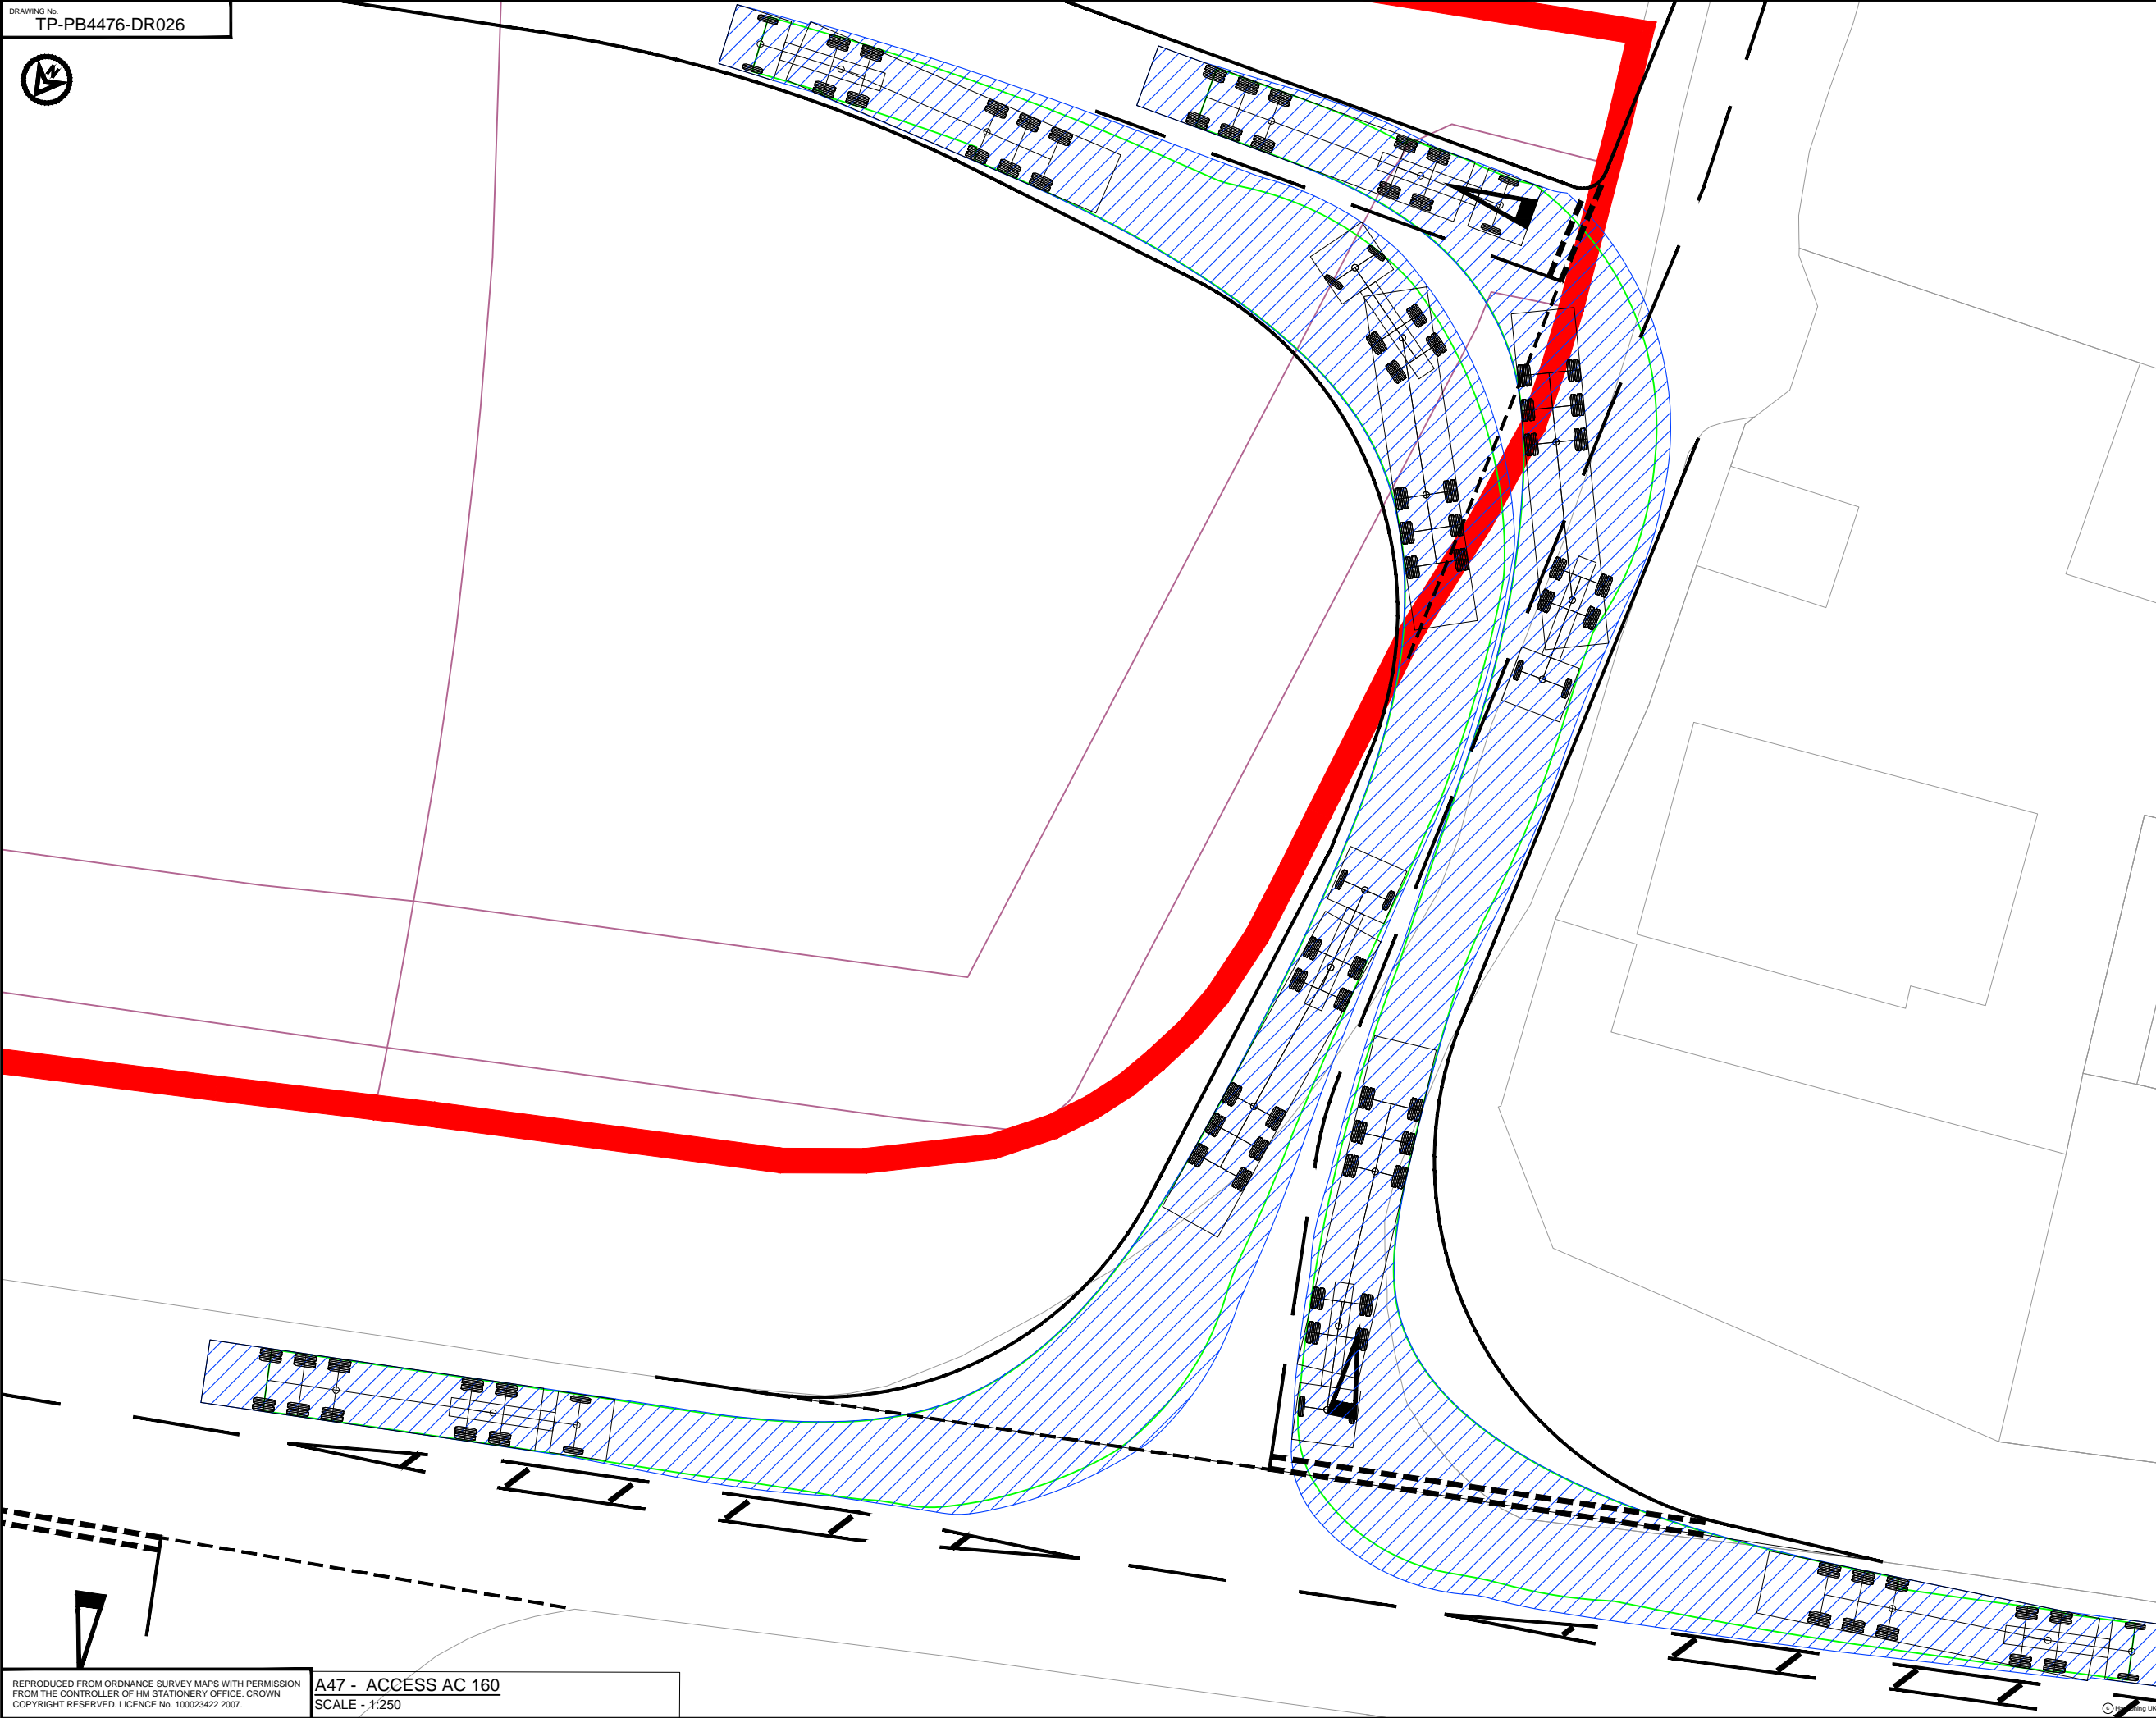 DRAWING No.
TP-PB4476-DR026
N
REPRODUCED FROM ORDNANCE SURVEY MAPS WITH PERMISSION
FROM THE CONTROLLER OF HM STATIONERY OFFICE. CROWN
COPYRIGHT RESERVED. LICENCE No. 100023422 2007.
A47 - ACCESS AC 160
SCALE - 1:250
© UK